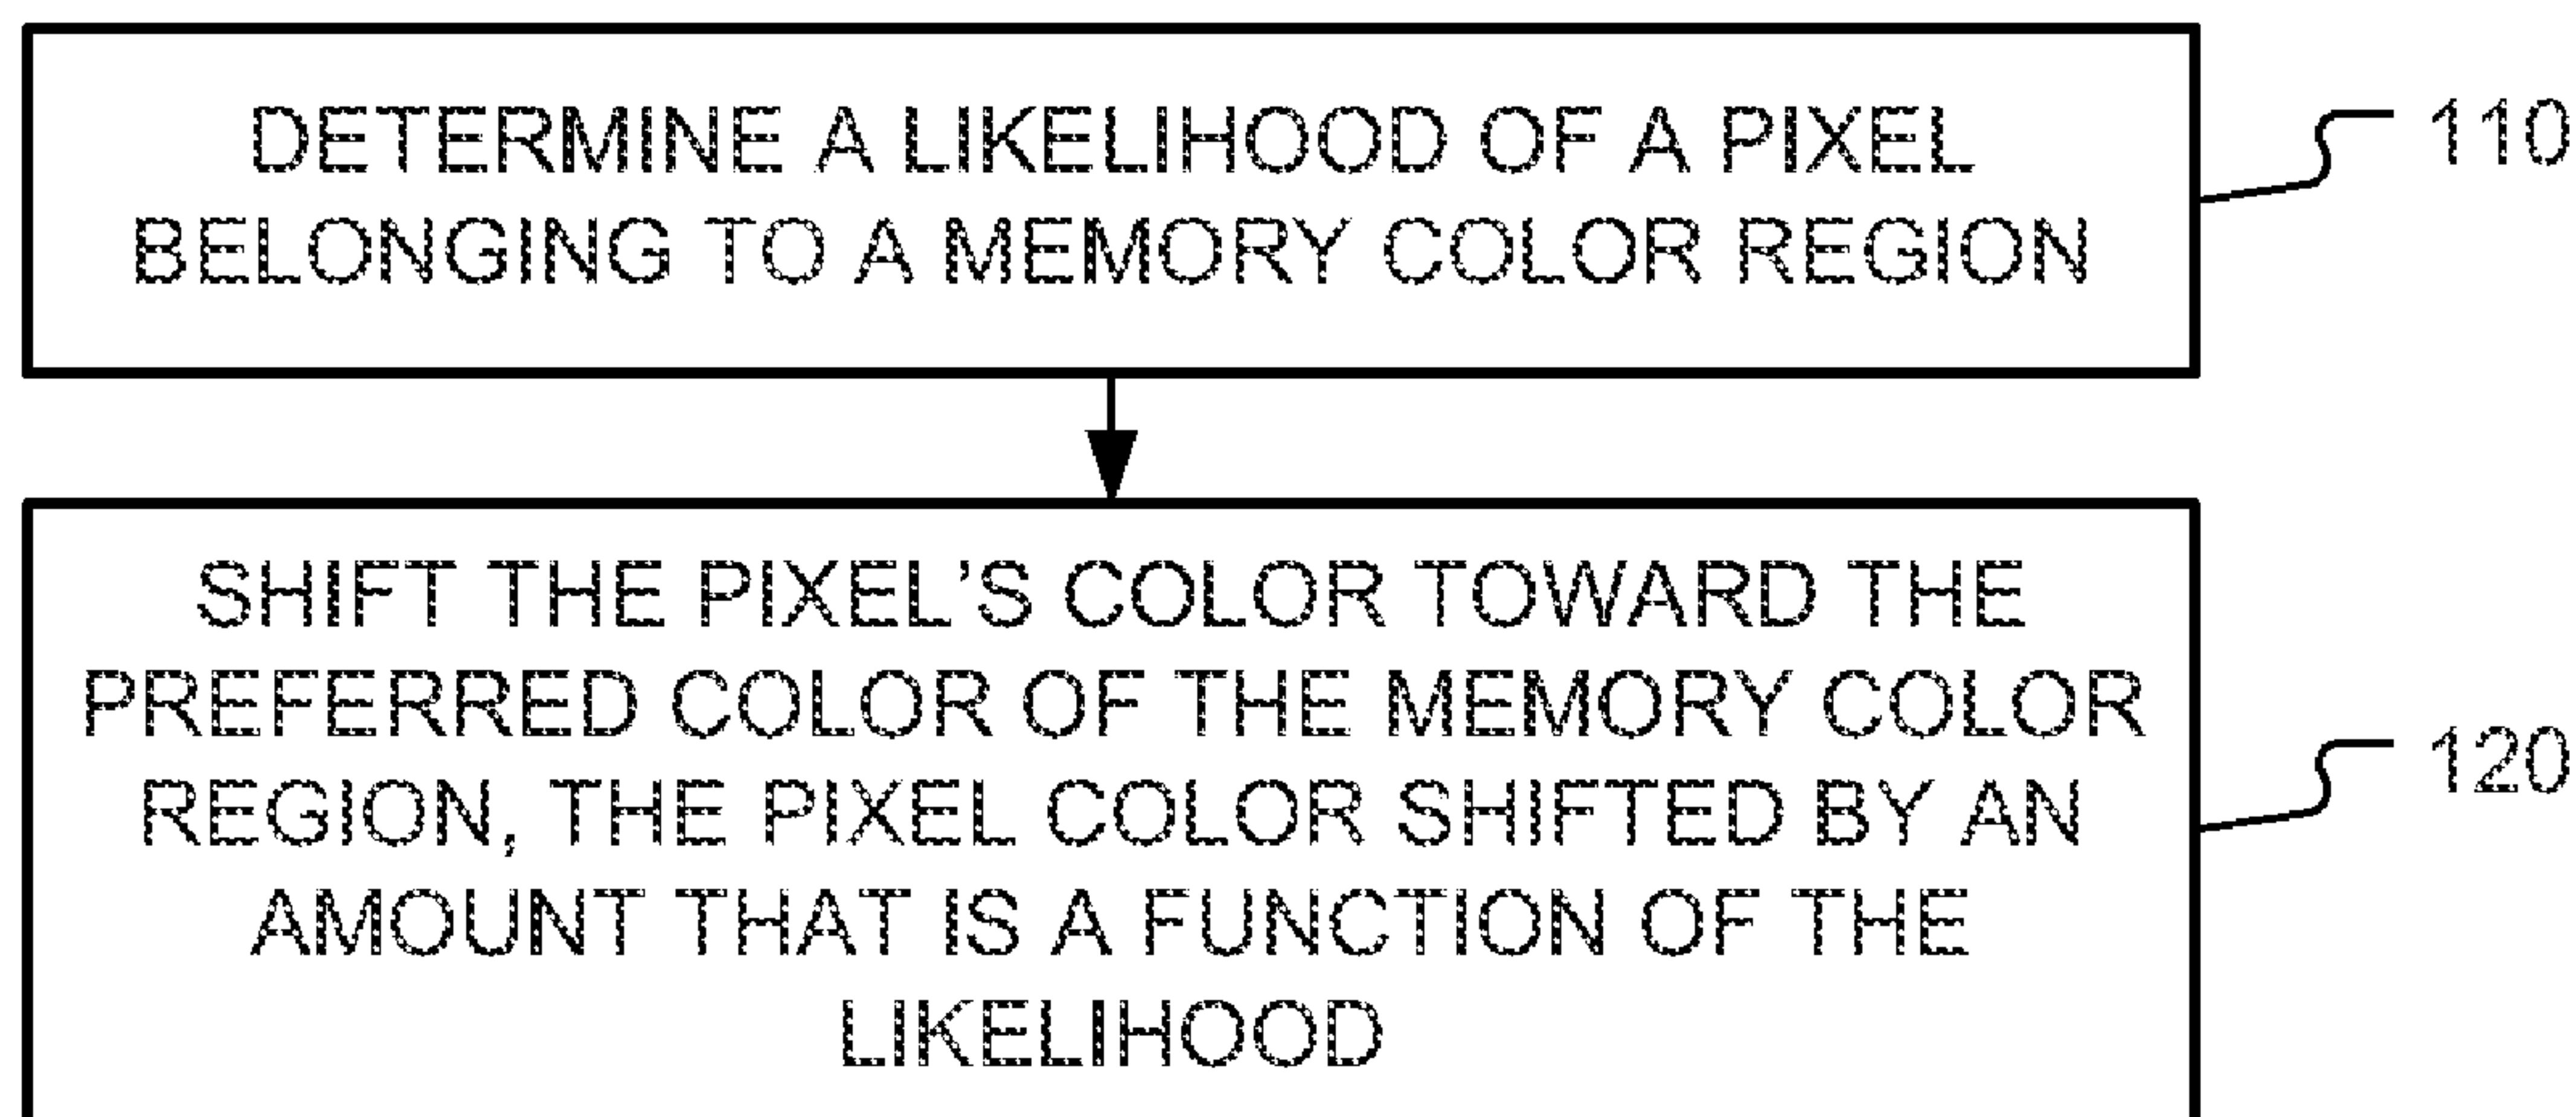 DETERMINE A LIKELIHOOD OF A PIXEL
BELONGING TO A MEMORY COLOR REGION
110
SHIFT THE PIXEL'S COLOR TOWARD THE
PREFERRED COLOR OF THE MEMORY COLOR
REGION, THE PIXEL COLOR SHIFTED BY AN
AMOUNT THAT IS A FUNCTION OF THE
LIKELIHOOD
120